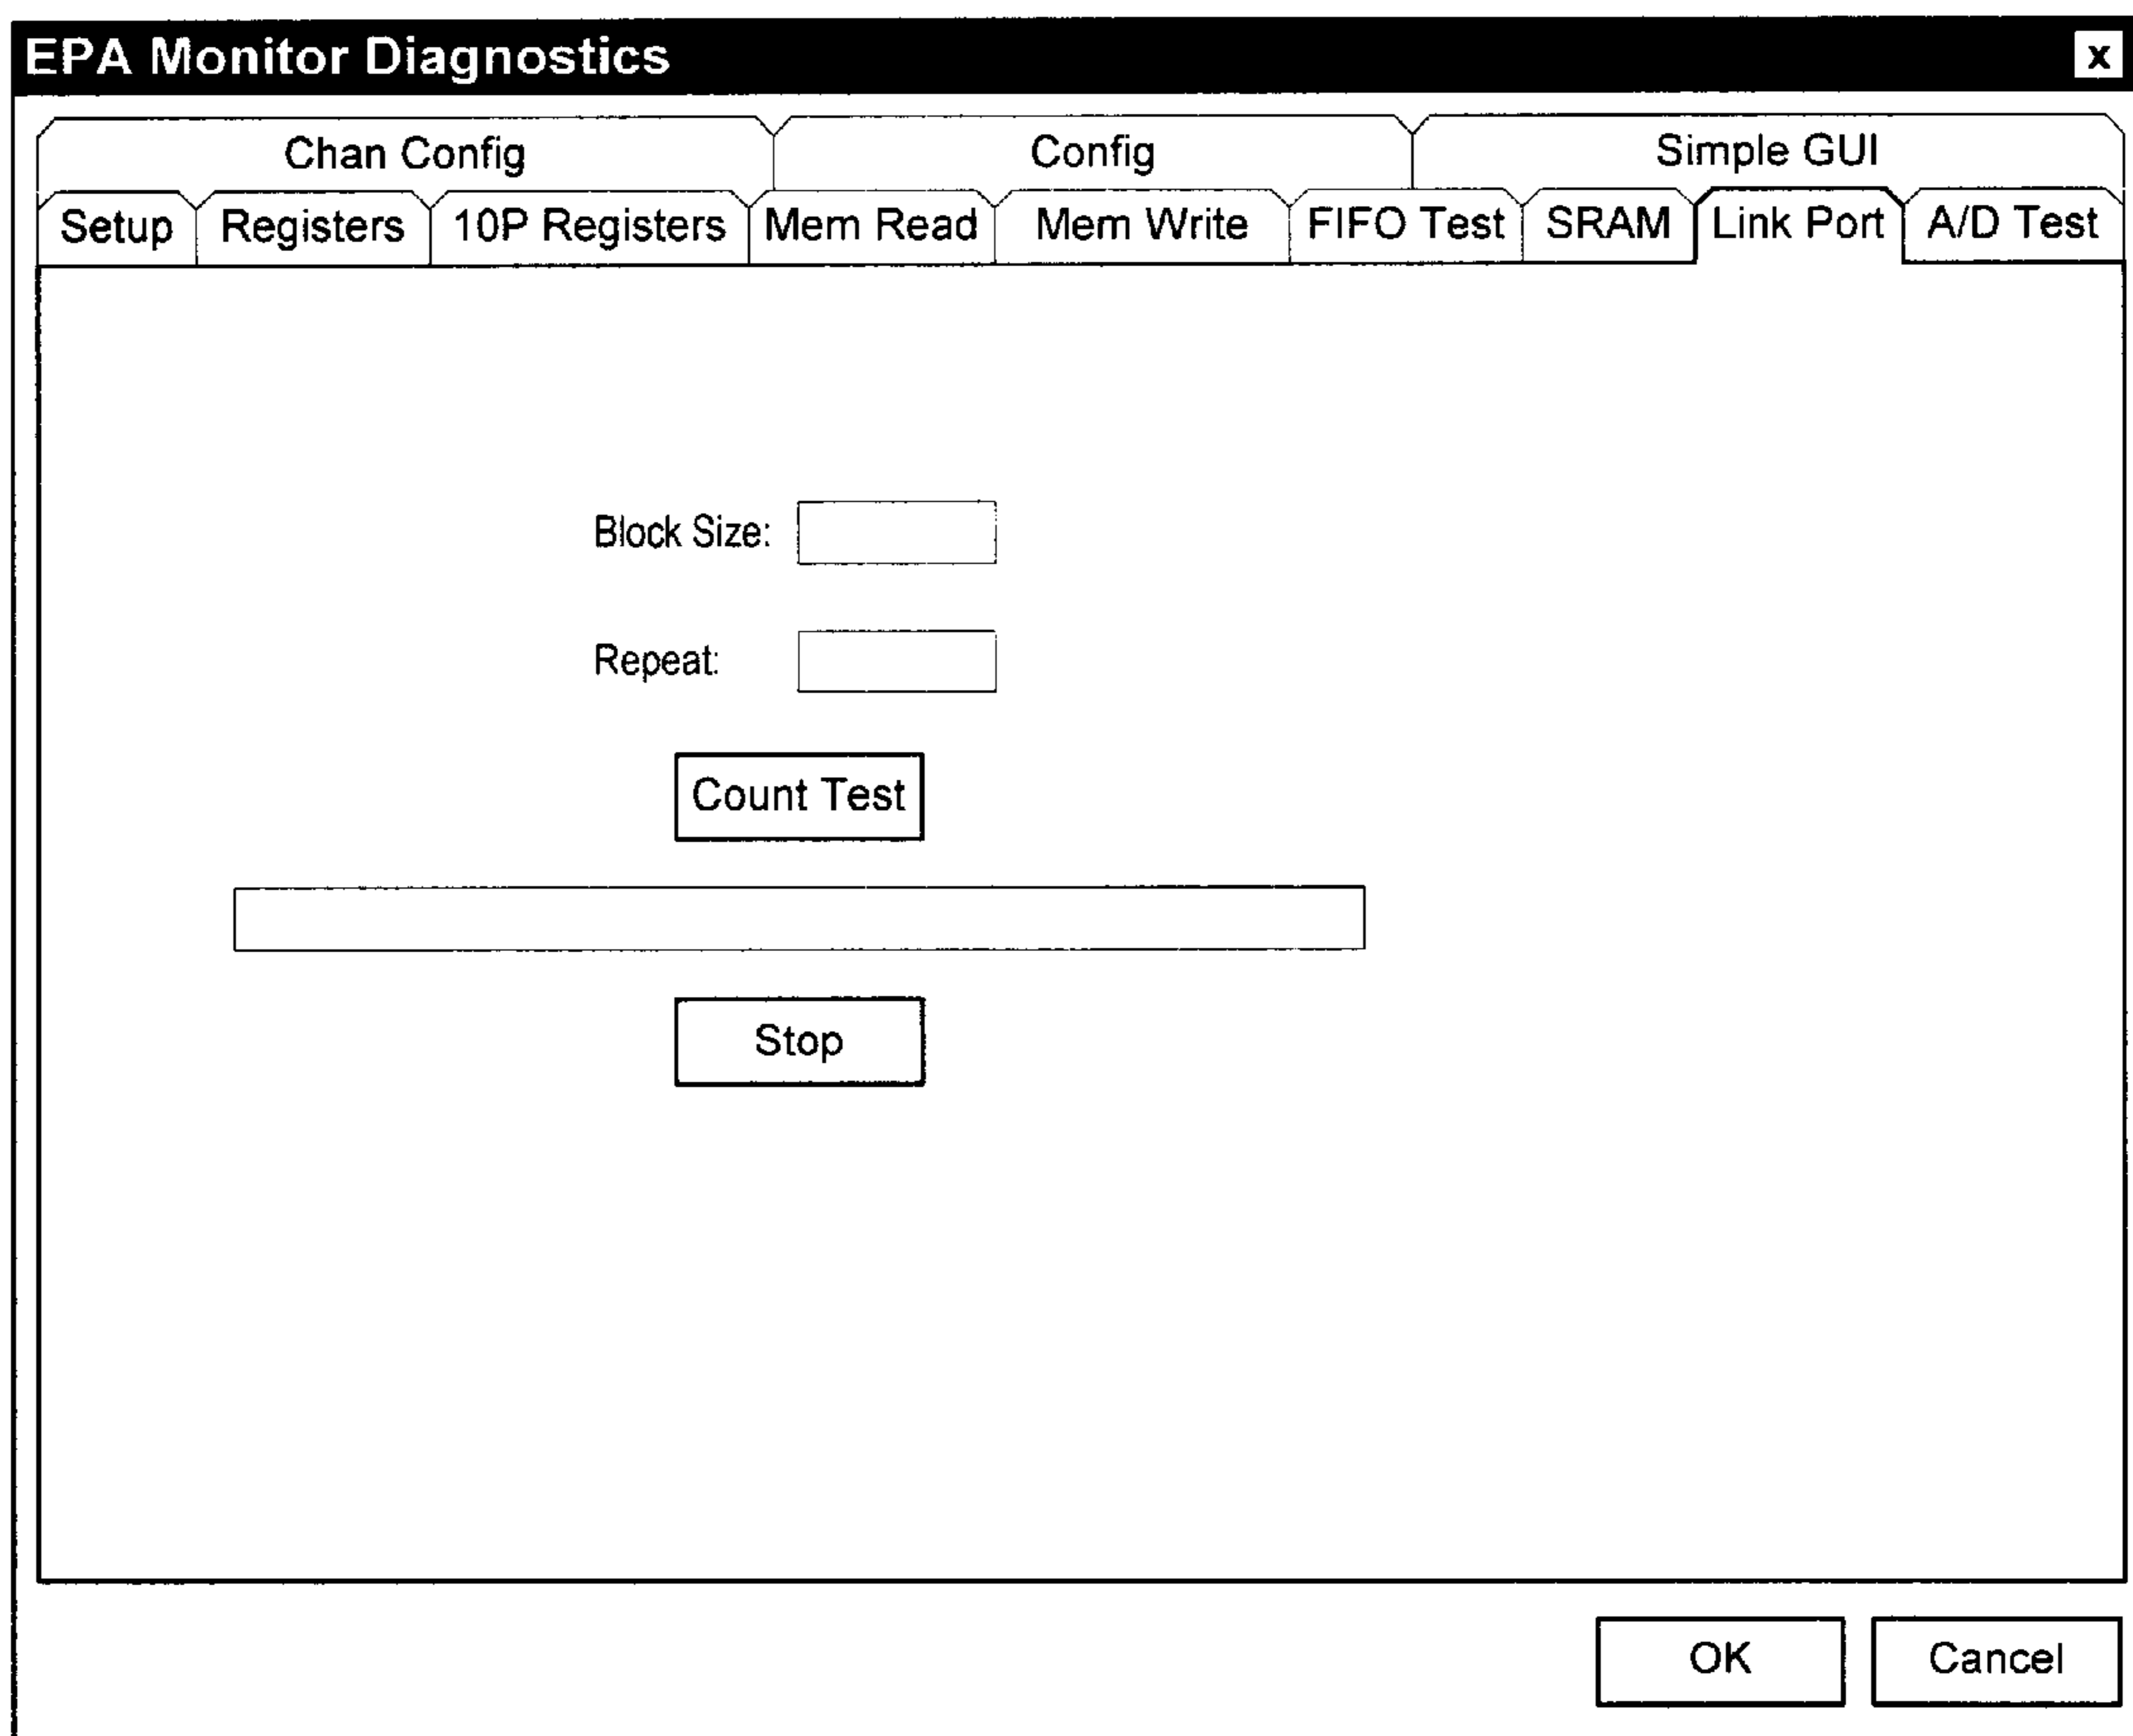 EPA Monitor Diagnostics x
Chan Config Config Simple GUI
Setup Registers 10P Registers Mem Read Mem Write FIFO Test SRAM Link Port A/D Test
Block Size:
Repeat:
Count Test
Stop
OK Cancel